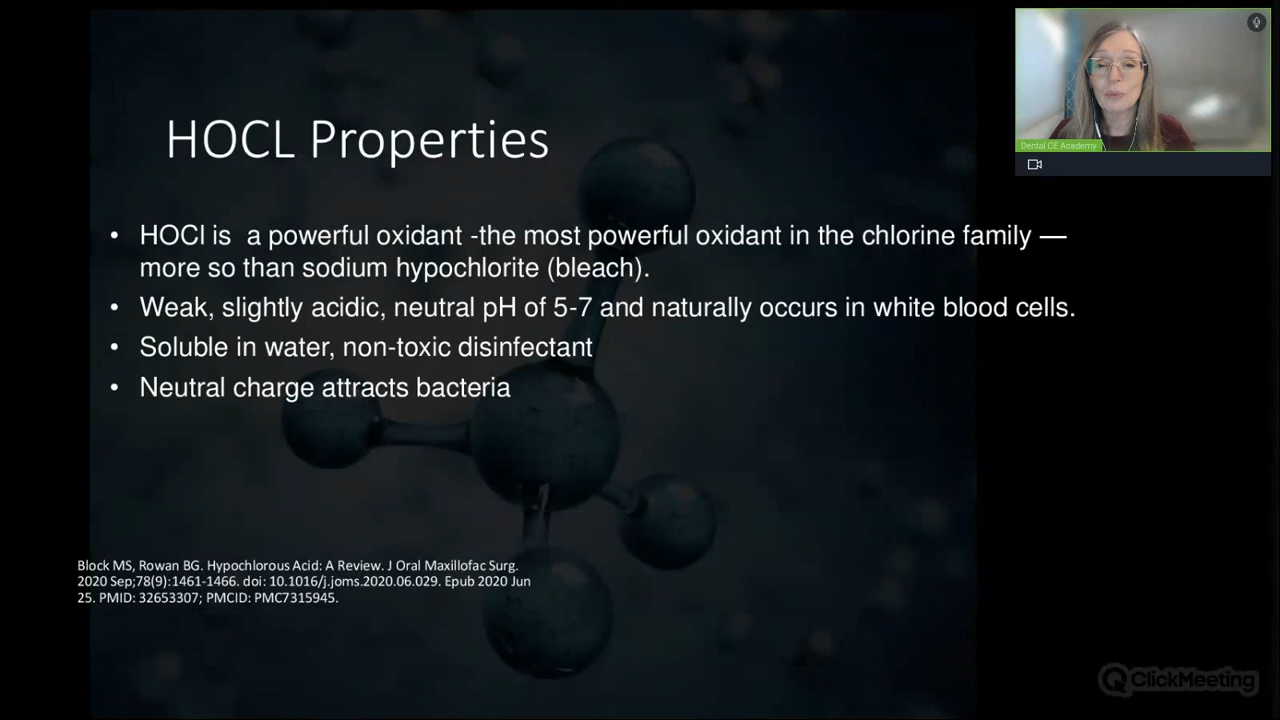 HOCL Properties
• HOCl is  a powerful oxidant -the most powerful oxidant in the chlorine family —
more so than sodium hypochlorite (bleach).
• Weak, slightly acidic, neutral pH of 5-7 and naturally occurs in white blood cells.
• Soluble in water, non-toxic disinfectant
• Neutral charge attracts bacteria
Block MS, Rowan BG. Hypochlorous Acid: A Review. J Oral Maxillofac Surg.
2020 Sep;78(9):1461-1466. doi: 10.1016/j.joms.2020.06.029. Epub 2020 Jun
25. PMID: 32653307; PMCID: PMC7315945.
Dental CE Academy
ClickMeeting